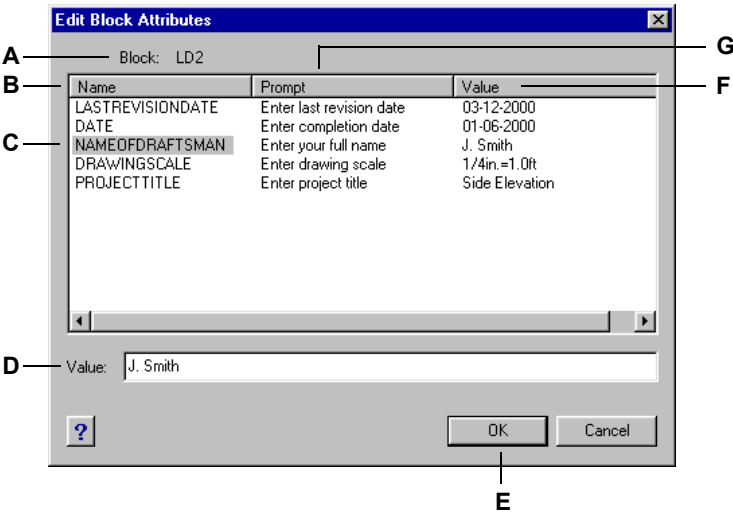 Edit Block Attributes
G
A Block: LD2
B Name Prompt Value F
LASTREVISIONDATE Enter last revision date 03-12-2000
DATE Enter completion date 01-06-2000
C NAMEOFDRAFTSMAN Enter your full name J. Smith
DRAWINGSCALE Enter drawing scale 1/4in.=1.0ft
PROJECTTITLE Enter project title Side Elevation
D Value: J. Smith
? OK Cancel
E